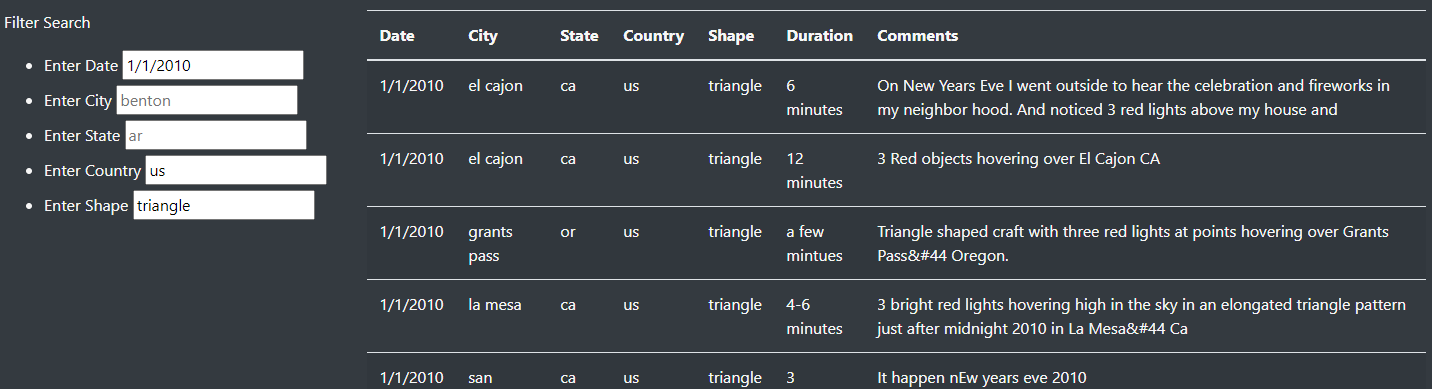 Filter Search
Enter Date 1/1/2010
Enter City benton
Enter State ar
Enter Country us
Enter Shape triangle
Date City State Country Shape Duration Comments
1/1/2010 el cajon ca us triangle 6 minutes On New Years Eve I went outside to hear the celebration and fireworks in
my neighbor hood. And noticed 3 red lights above my house and
1/1/2010 el cajon ca us triangle 12 minutes 3 Red objects hovering over El Cajon CA
1/1/2010 grants pass or us triangle a few mintues Triangle shaped craft with three red lights at points hovering over Grants
Pass&#44 Oregon.
1/1/2010 la mesa ca us triangle 4-6 minutes 3 bright red lights hovering high in the sky in an elongated triangle pattern
just after midnight 2010 in La Mesa&#44 Ca
1/1/2010 san ca us triangle 3 It happen nEw years eve 2010